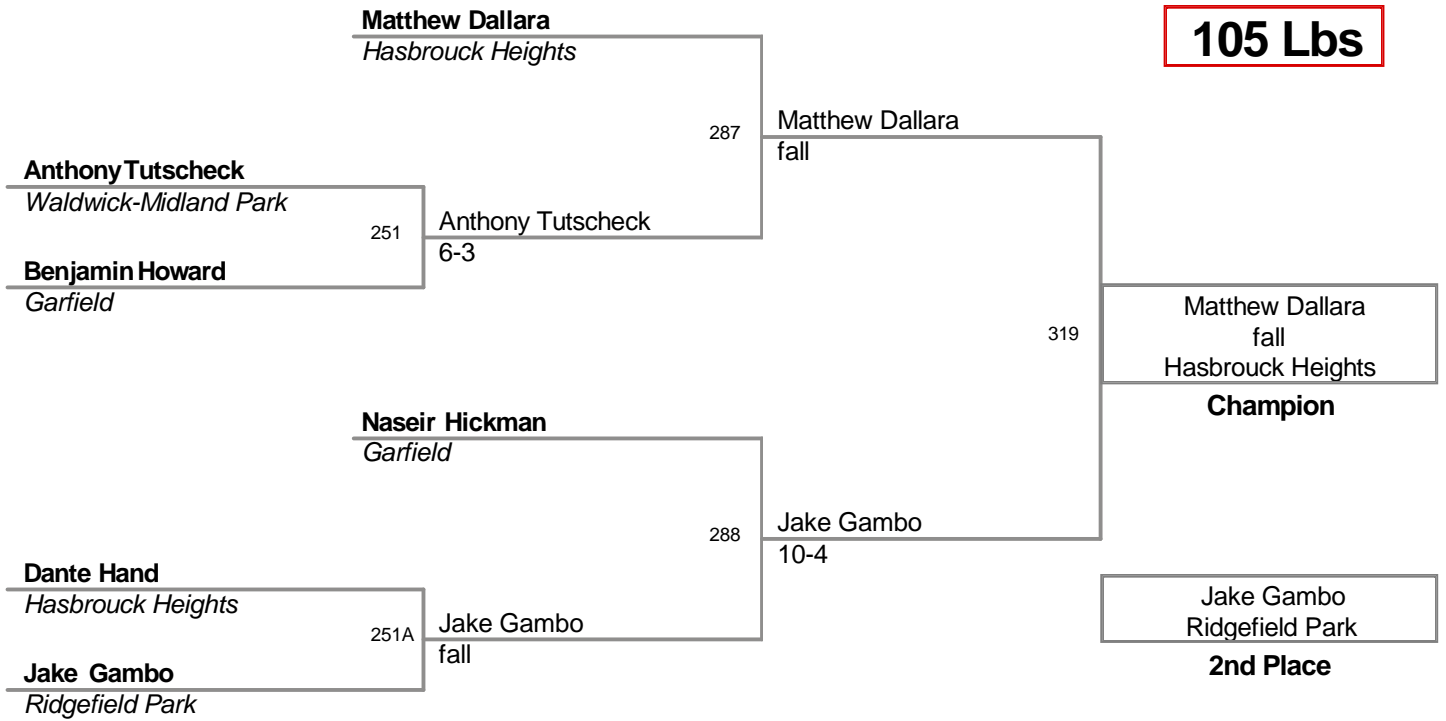 Matthew Dallara
105 Lbs
Hasbrouck Heights
287
Matthew Dallara
fall
Anthony Tutscheck
Waldwick-Midland Park
251
Anthony Tutscheck
6-3
Benjamin Howard
Garfield
319
Matthew Dallara
fall
Hasbrouck Heights
Champion
Naseir Hickman
Garfield
288
Jake Gambo
10-4
Dante Hand
Hasbrouck Heights
251A
Jake Gambo
fall
Jake Gambo
Ridgefield Park
Jake Gambo
Ridgefield Park
2nd Place